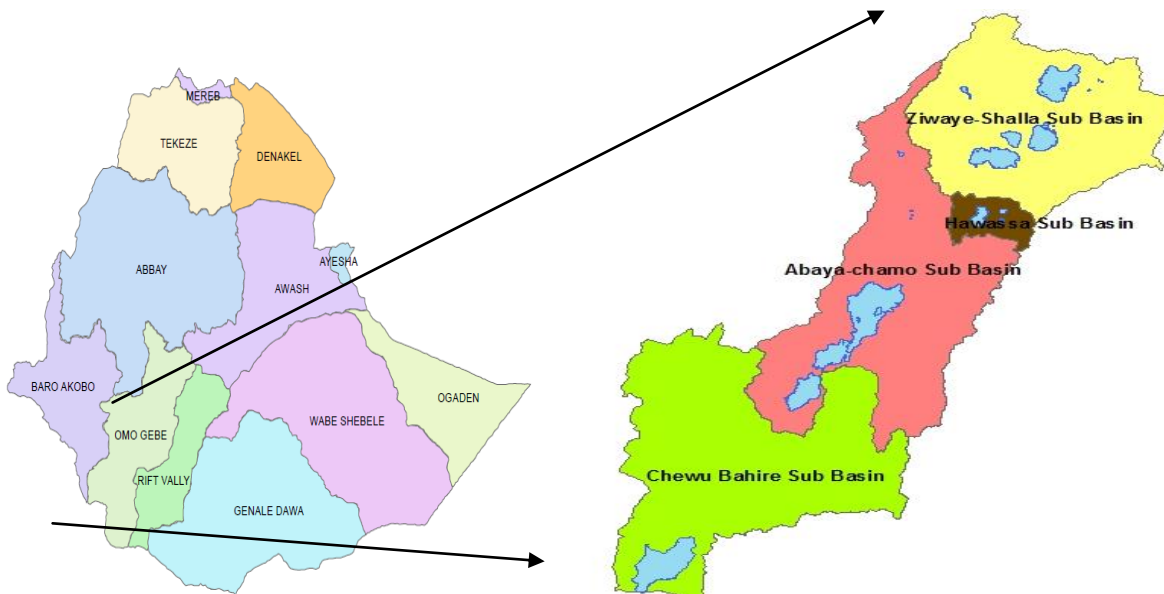 MEREB
TEKEZE
DENAKEL
ABBAY
AYESHA
AWASH
BARO AKOBO
OMO GEBE
RIFT VALLY
WABE SHEBELE
OGADEN
GENALE DAWA
Ziwaye-Shalla Sub Basin
Hawassa Sub Basin
Abaya-chamo Sub Basin
Chewu Bahire Sub Basin